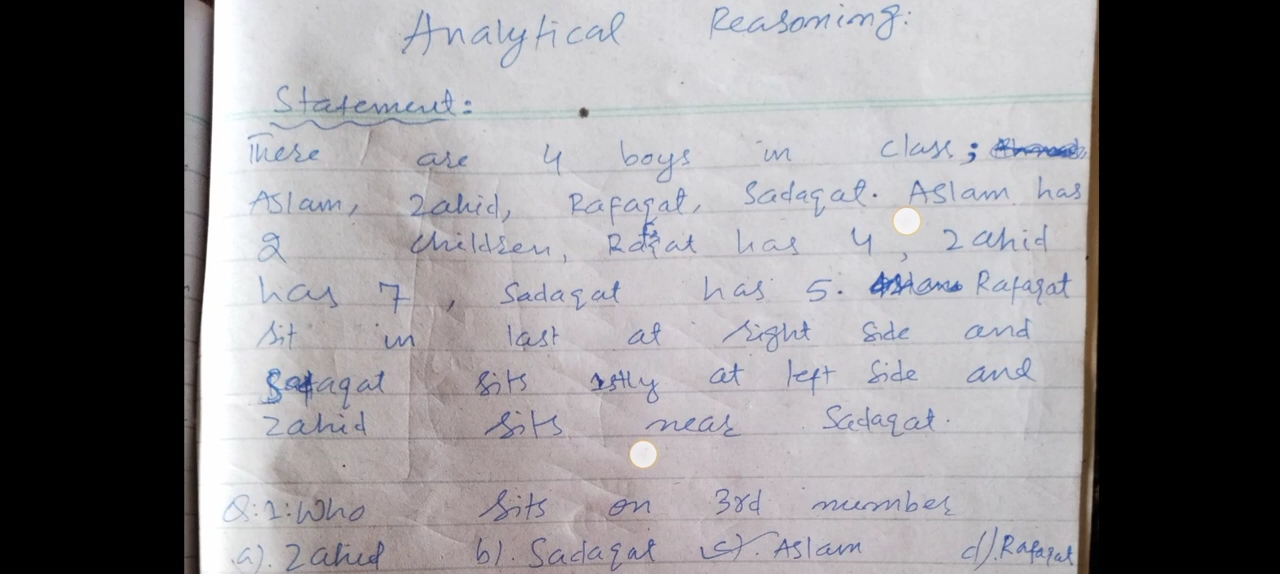 Analytical Reasoning:
Statement:
There are 4 boys in class;
Aslam, Zahid, Rafaqat, Sadaqat. Aslam has
2 children, Rafqat has 4, Zahid
has 7, Sadaqat has 5. Rafaqat
sit in last at right side and
Sadaqat sits 1stly at left side and
Zahid sits near Sadaqat.
Q:1: Who sits on 3rd number
a). Zahid b). Sadaqat c). Aslam d). Rafaqat